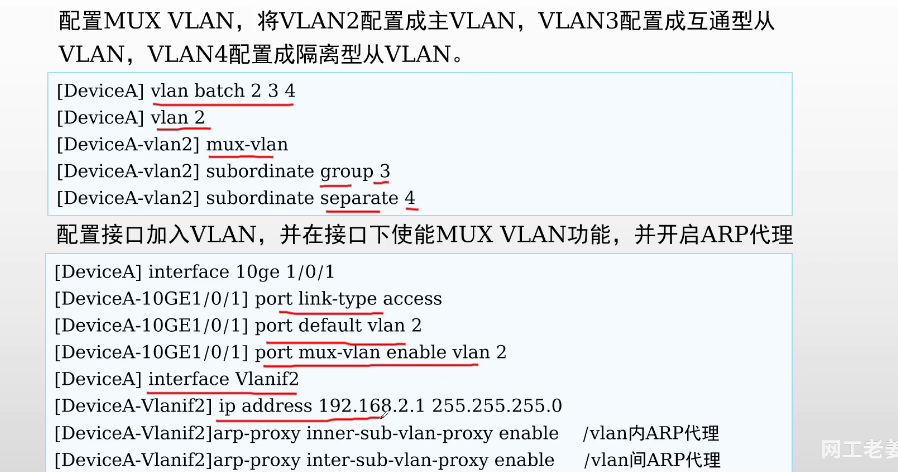 配置MUX VLAN，将VLAN2配置成主VLAN，VLAN3配置成互通型从
VLAN，VLAN4配置成隔离型从VLAN。
[DeviceA] vlan batch 2 3 4
[DeviceA] vlan 2
[DeviceA-vlan2] mux-vlan
[DeviceA-vlan2] subordinate group 3
[DeviceA-vlan2] subordinate separate 4
配置接口加入VLAN，并在接口下使能MUX VLAN功能，并开启ARP代理
[DeviceA] interface 10ge 1/0/1
[DeviceA-10GE1/0/1] port link-type access
[DeviceA-10GE1/0/1] port default vlan 2
[DeviceA-10GE1/0/1] port mux-vlan enable vlan 2
[DeviceA] interface Vlanif2
[DeviceA-Vlanif2] ip address 192.168.2.1 255.255.255.0
[DeviceA-Vlanif2]arp-proxy inner-sub-vlan-proxy enable /vlan内ARP代理
[DeviceA-Vlanif2]arp-proxy inter-sub-vlan-proxy enable /vlan间ARP代理
网工老姜